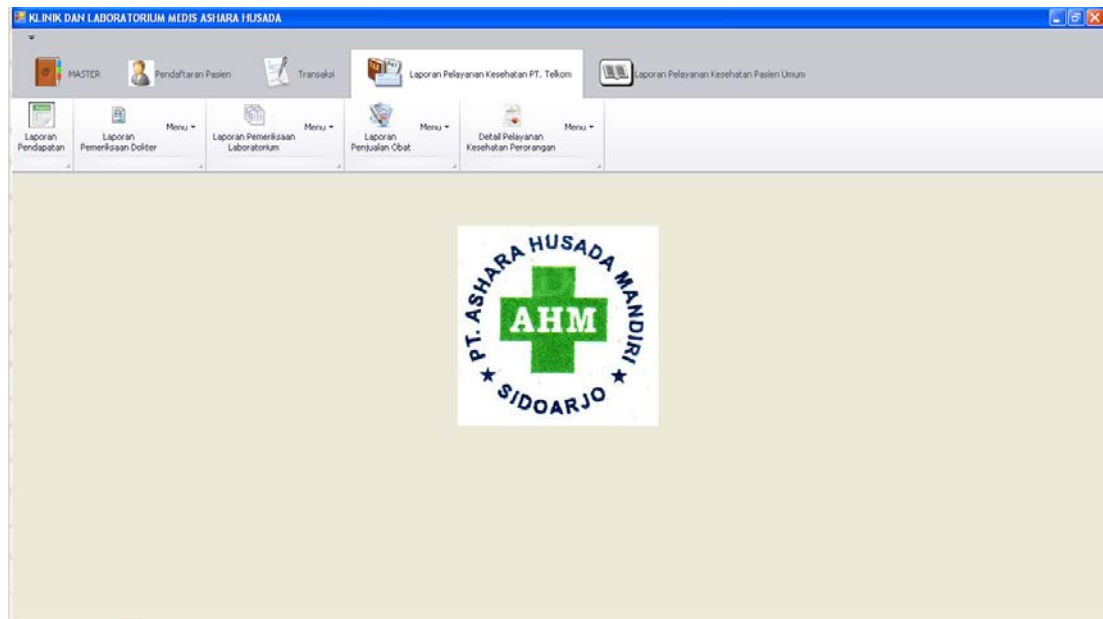 KLINIK DAN LABORATORIUM MEDIS ASHARA HUSADA
MASTER
Pendaftaran Pasien
Transaksi
Laporan Pelayanan Kesehatan PT. Telkom
Laporan Pelayanan Kesehatan Pasien Umum
Laporan
Pendapatan
Laporan
Pemeriksaan Dokter
Menu
Laporan Pemeriksaan
Laboratorium
Menu
Laporan
Penjualan Obat
Menu
Detail Pelayanan
Kesehatan Perorangan
Menu
PT. ASHARA HUSADA MANDIRI
AHM
SIDOARJO